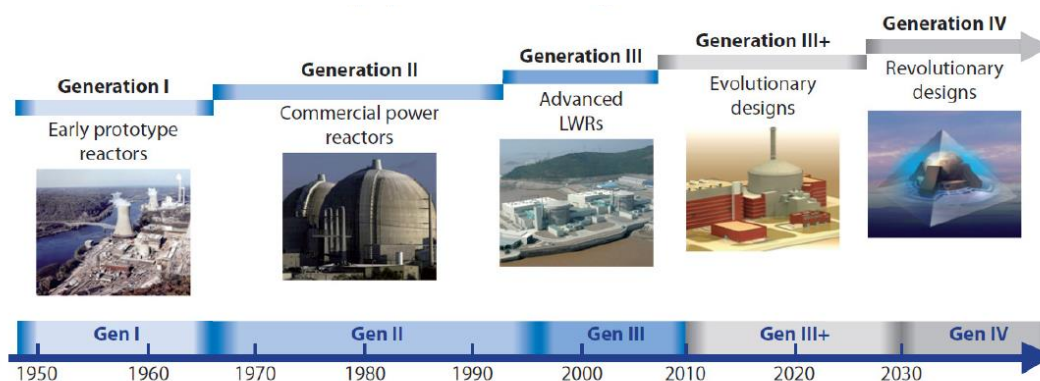 Generation I
Early prototype
reactors
Generation II
Commercial power
reactors
Generation III
Advanced
LWRs
Generation III+
Evolutionary
designs
Generation IV
Revolutionary
designs
Gen I
Gen II
Gen III
Gen III+
Gen IV
1950
1960
1970
1980
1990
2000
2010
2020
2030